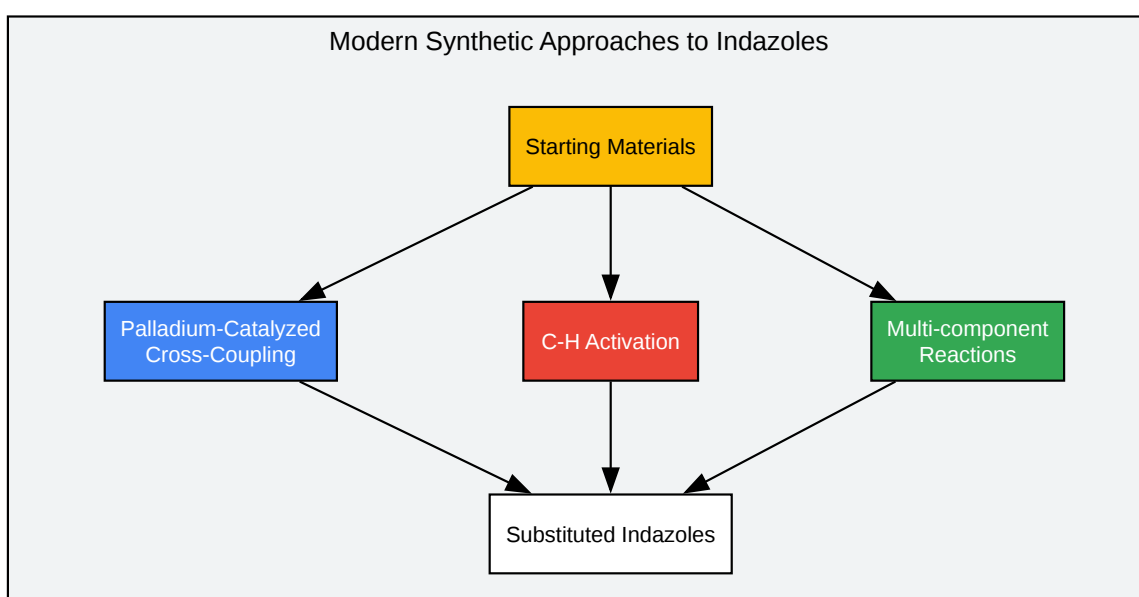 Modern Synthetic Approaches to Indazoles
Starting Materials
Palladium-Catalyzed
Cross-Coupling
C-H Activation
Multi-component
Reactions
Substituted Indazoles